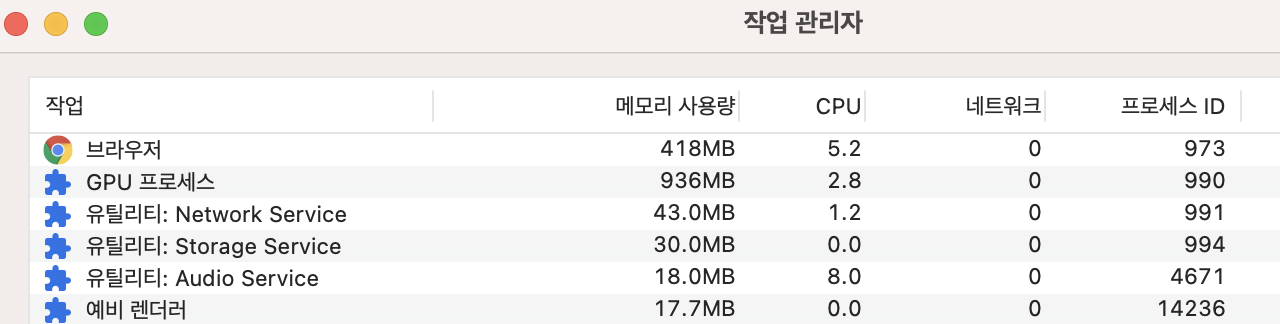 작업 관리자
작업 메모리 사용량 CPU 네트워크 프로세스 ID
브라우저 418MB 5.2 0 973
GPU 프로세스 936MB 2.8 0 990
유틸리티: Network Service 43.0MB 1.2 0 991
유틸리티: Storage Service 30.0MB 0.0 0 994
유틸리티: Audio Service 18.0MB 8.0 0 4671
예비 렌더러 17.7MB 0.0 0 14236